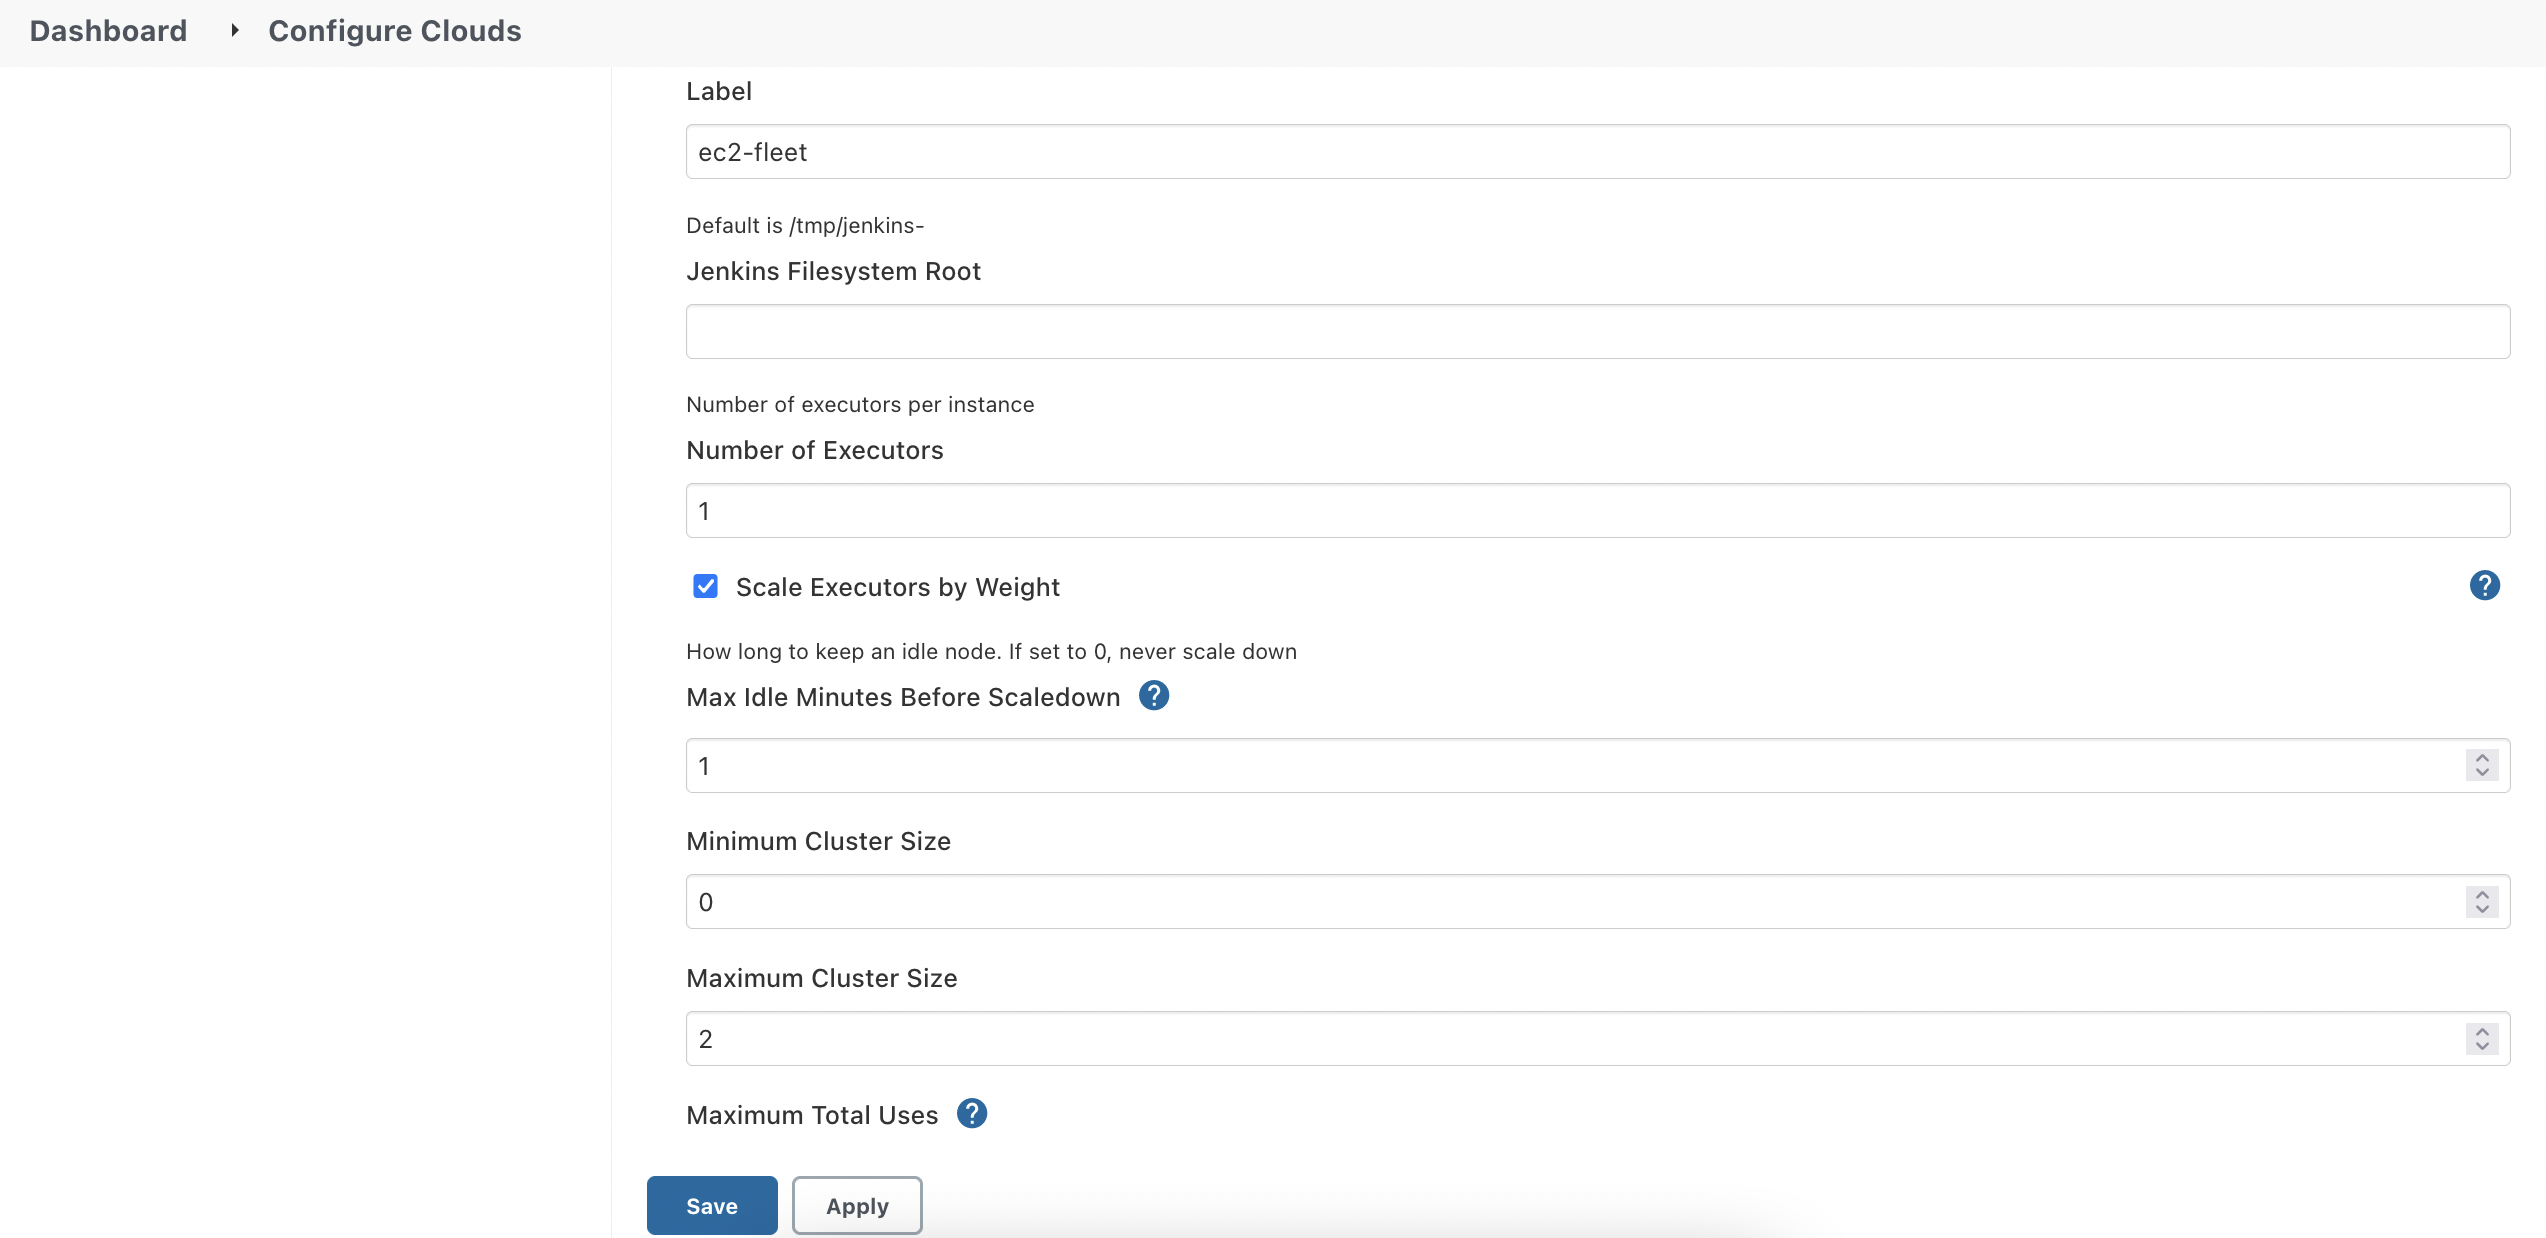 Dashboard Configure Clouds
Label
ec2-fleet
Default is /tmp/jenkins-
Jenkins Filesystem Root
Number of executors per instance
Number of Executors
1
Scale Executors by Weight ?
How long to keep an idle node. If set to 0, never scale down
Max Idle Minutes Before Scaledown ?
1
Minimum Cluster Size
0
Maximum Cluster Size
2
Maximum Total Uses ?
Save Apply